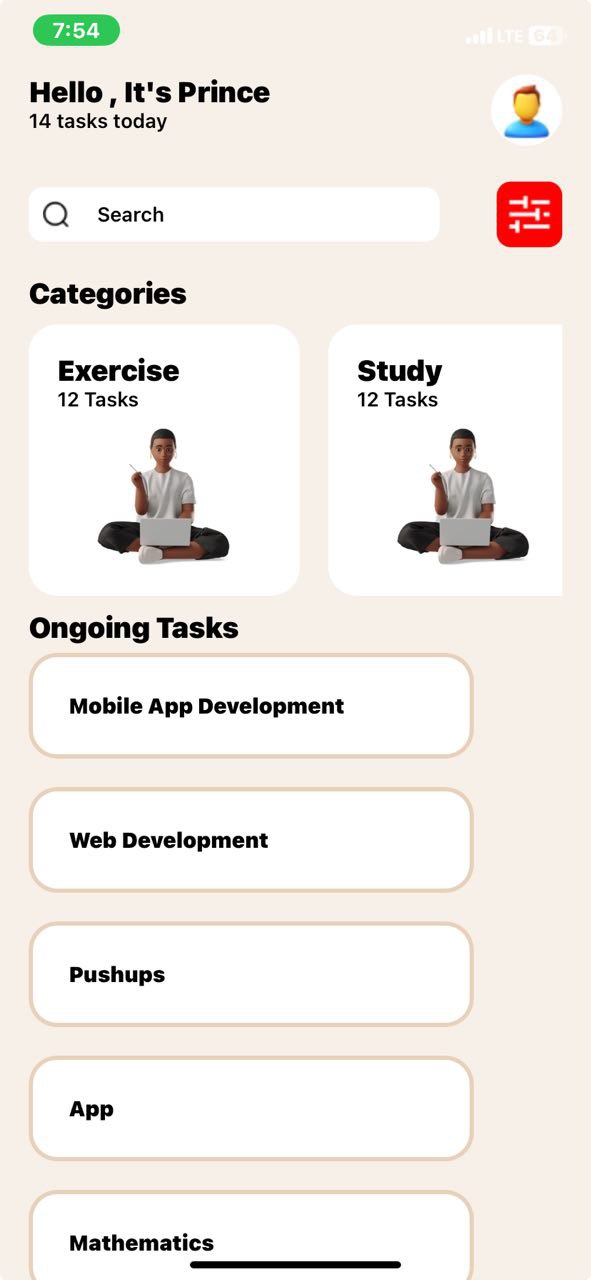 7:54 LTE 64
Hello , It's Prince
14 tasks today
Search
Categories
Exercise
12 Tasks
Study
12 Tasks
Ongoing Tasks
Mobile App Development
Web Development
Pushups
App
Mathematics